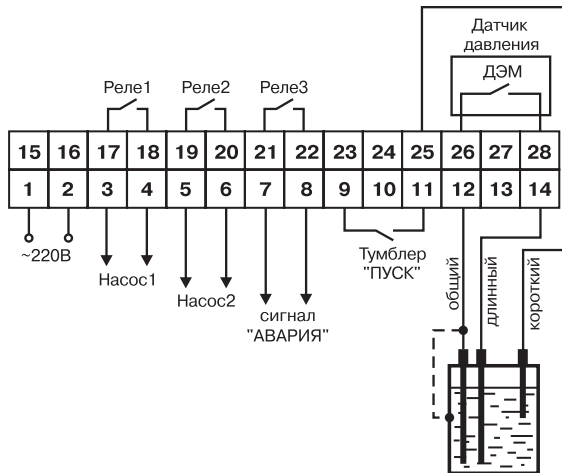 Датчик
давления
ДЭМ
Реле1 Реле2 Реле3
15 16 17 18 19 20 21 22 23 24 25 26 27 28
1 2 3 4 5 6 7 8 9 10 11 12 13 14
~220В
Насос1
Насос2
сигнал
"АВАРИЯ"
Тумблер
"ПУСК"
общий
длинный
короткий